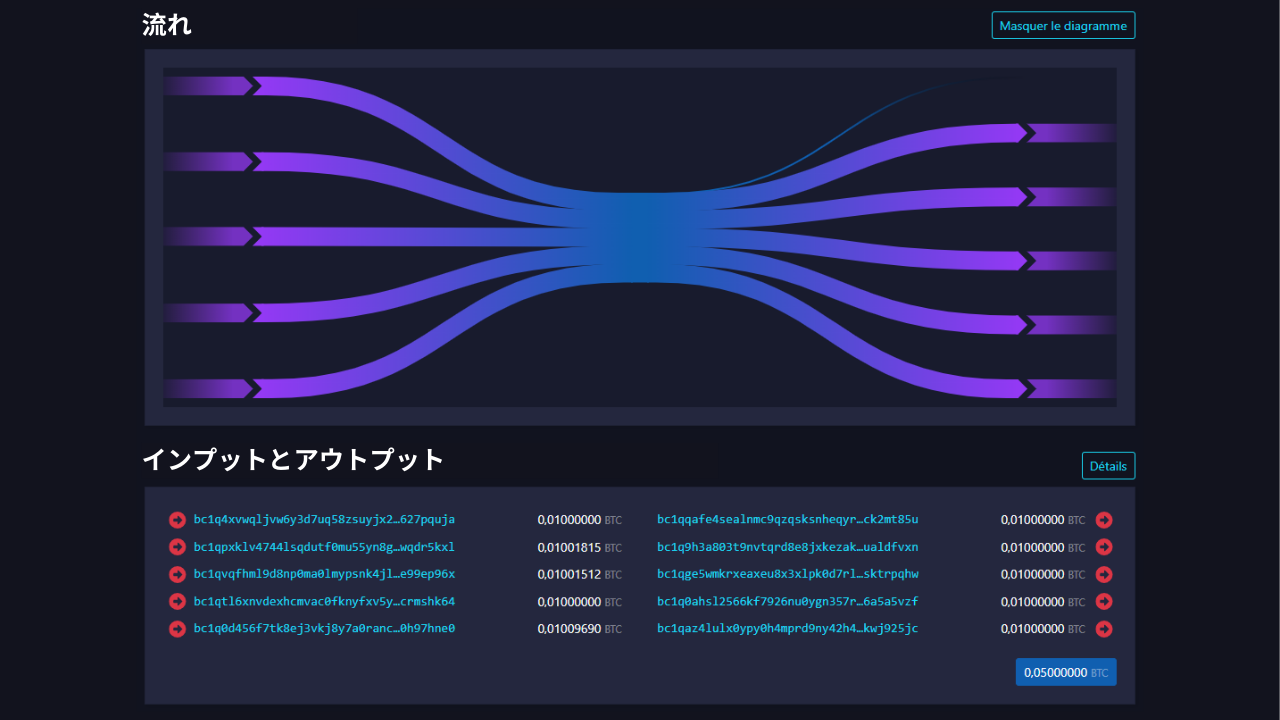 流れ
Masquer le diagramme
インプットとアウトプット
Détails
bc1q4xvwqljvw6y3d7uq58zsuyjx2…627pquja 0,01000000 BTC bc1qqafe4sealnmc9qzqsksnheqyr…ck2mt85u 0,01000000 BTC
bc1qpxklv4744lsqdutf0mu55yn8g…wqdr5kxl 0,01001815 BTC bc1q9h3a803t9nvtqrd8e8jxkezak…ualdfvxn 0,01000000 BTC
bc1qvqfhml9d8np0ma0lmypsnk4jl…e99ep96x 0,01001512 BTC bc1qge5wmkrxeaxeu8x3xlpk0d7rl…sktrpqhw 0,01000000 BTC
bc1qtl6xnvdexhcmvac0fknyfxv5y…crmshk64 0,01000000 BTC bc1q0ahsl2566kf7926nu0ygn357r…6a5a5vzf 0,01000000 BTC
bc1q0d456f7tk8ej3vkj8y7a0ranc…0h97hne0 0,01009690 BTC bc1qaz4lulx0ypy0h4mprd9ny42h4…kwj925jc 0,01000000 BTC
0,05000000 BTC